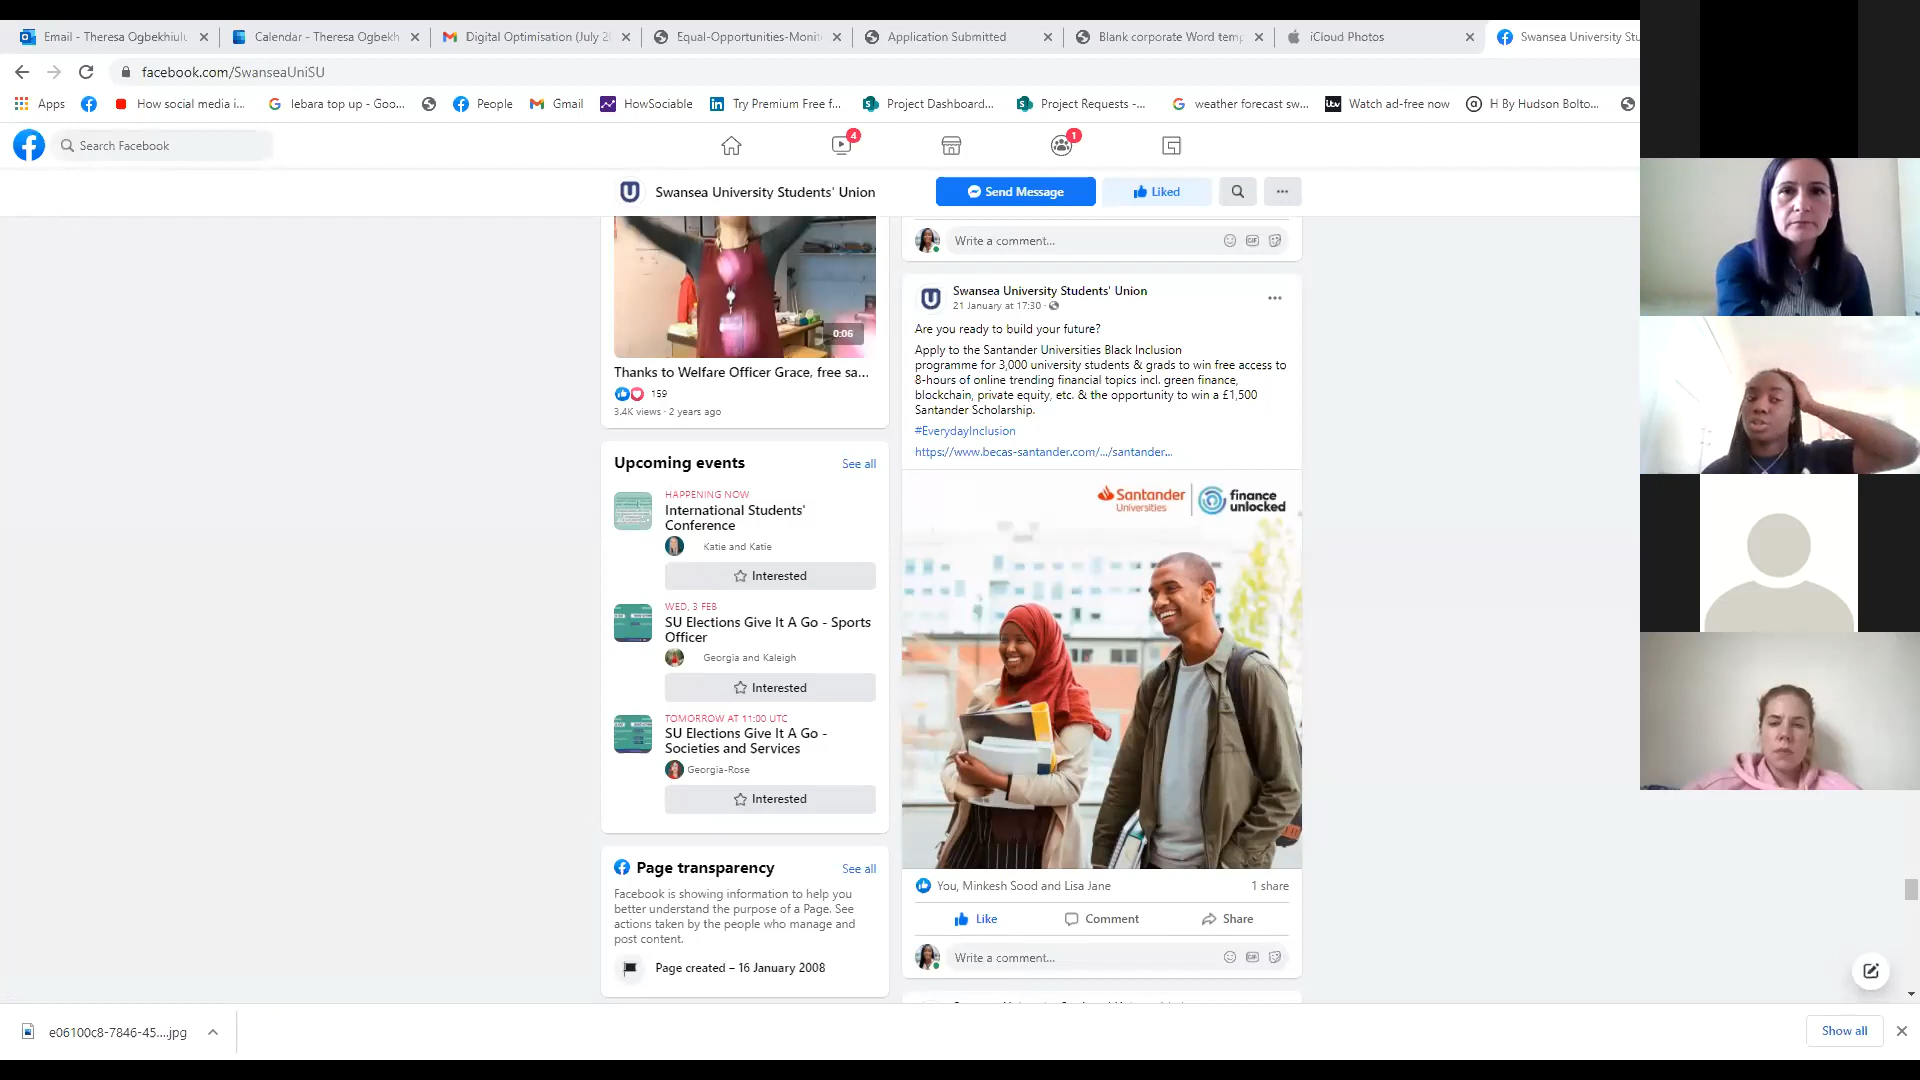 Email - Theresa Ogbekhiulu
Calendar - Theresa Ogbekh
Digital Optimisation (July 2
Equal-Opportunities-Monit
Application Submitted
Blank corporate Word temp
iCloud Photos
Swansea University Stu
facebook.com/SwanseaUniSU
Apps
How social media i...
lebara top up - Goo...
People
Gmail
HowSociable
Try Premium Free f...
Project Dashboard...
Project Requests -...
weather forecast sw...
itv
Watch ad-free now
H By Hudson Bolto...
Search Facebook
4
1
Swansea University Students' Union
Send Message
Liked
0:06
Thanks to Welfare Officer Grace, free sa...
159
3.4K views · 2 years ago
Upcoming events
See all
HAPPENING NOW
International Students'
Conference
Katie and Katie
Interested
WED, 3 FEB
SU Elections Give It A Go - Sports
Officer
Georgia and Kaleigh
Interested
TOMORROW AT 11:00 UTC
SU Elections Give It A Go -
Societies and Services
Georgia-Rose
Interested
Page transparency
See all
Facebook is showing information to help you
better understand the purpose of a Page. See
actions taken by the people who manage and
post content.
Page created – 16 January 2008
Write a comment...
GIF
Swansea University Students' Union
21 January at 17:30 ·
Are you ready to build your future?
Apply to the Santander Universities Black Inclusion
programme for 3,000 university students & grads to win free access to
8-hours of online trending financial topics incl. green finance,
blockchain, private equity, etc. & the opportunity to win a £1,500
Santander Scholarship.
#EverydayInclusion
https://www.becas-santander.com/.../santander...
Santander
Universities
finance
unlocked
You, Minkesh Sood and Lisa Jane
1 share
Like
Comment
Share
Write a comment...
GIF
e06100c8-7846-45....jpg
Show all